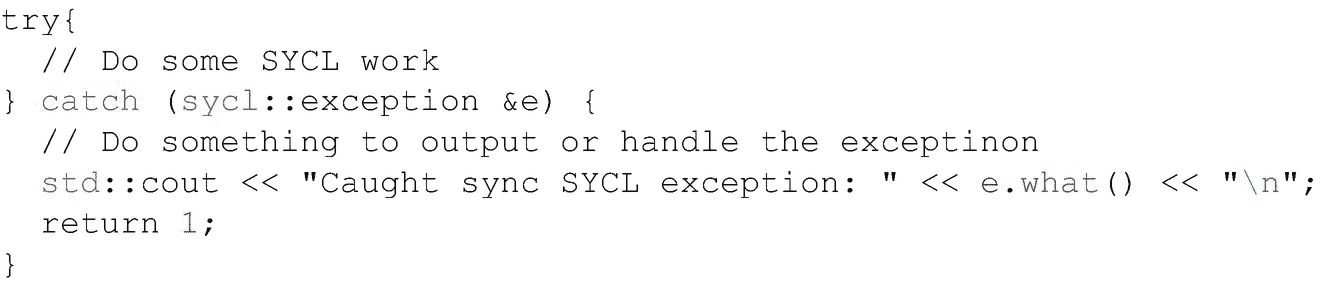 try{
  // Do some SYCL work
} catch (sycl::exception &e) {
  // Do something to output or handle the exceptinon
  std::cout << "Caught sync SYCL exception: " << e.what() << "\n";
  return 1;
}